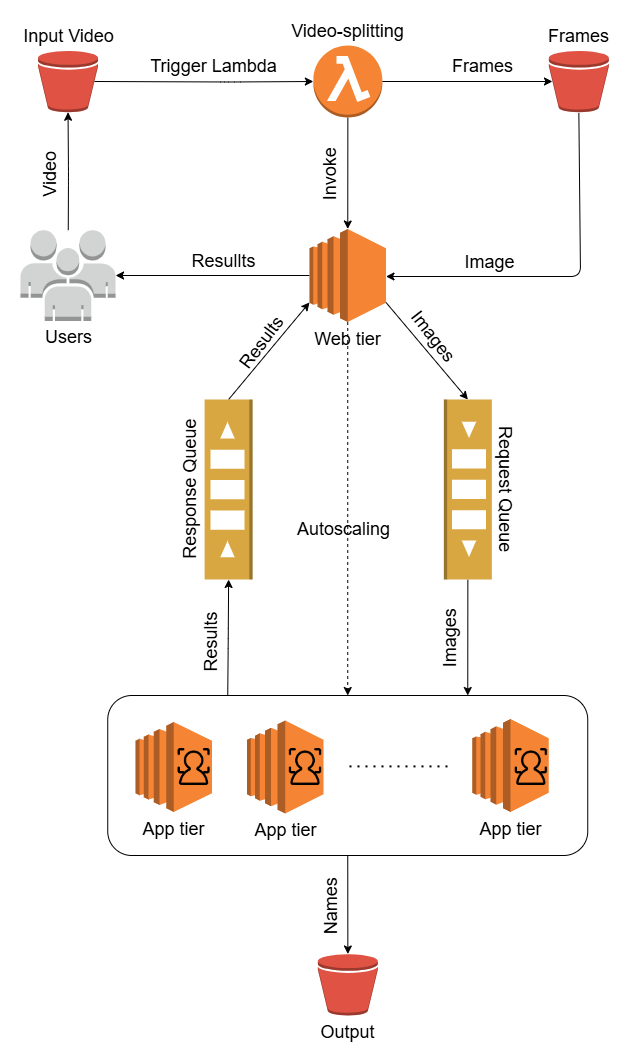 Input Video
Video-splitting
Frames
Trigger Lambda
Frames
Video
Invoke
Resullts
Image
Users
Web tier
Results
Images
Response Queue
Request Queue
Autoscaling
Results
Images
App tier
App tier
App tier
Names
Output